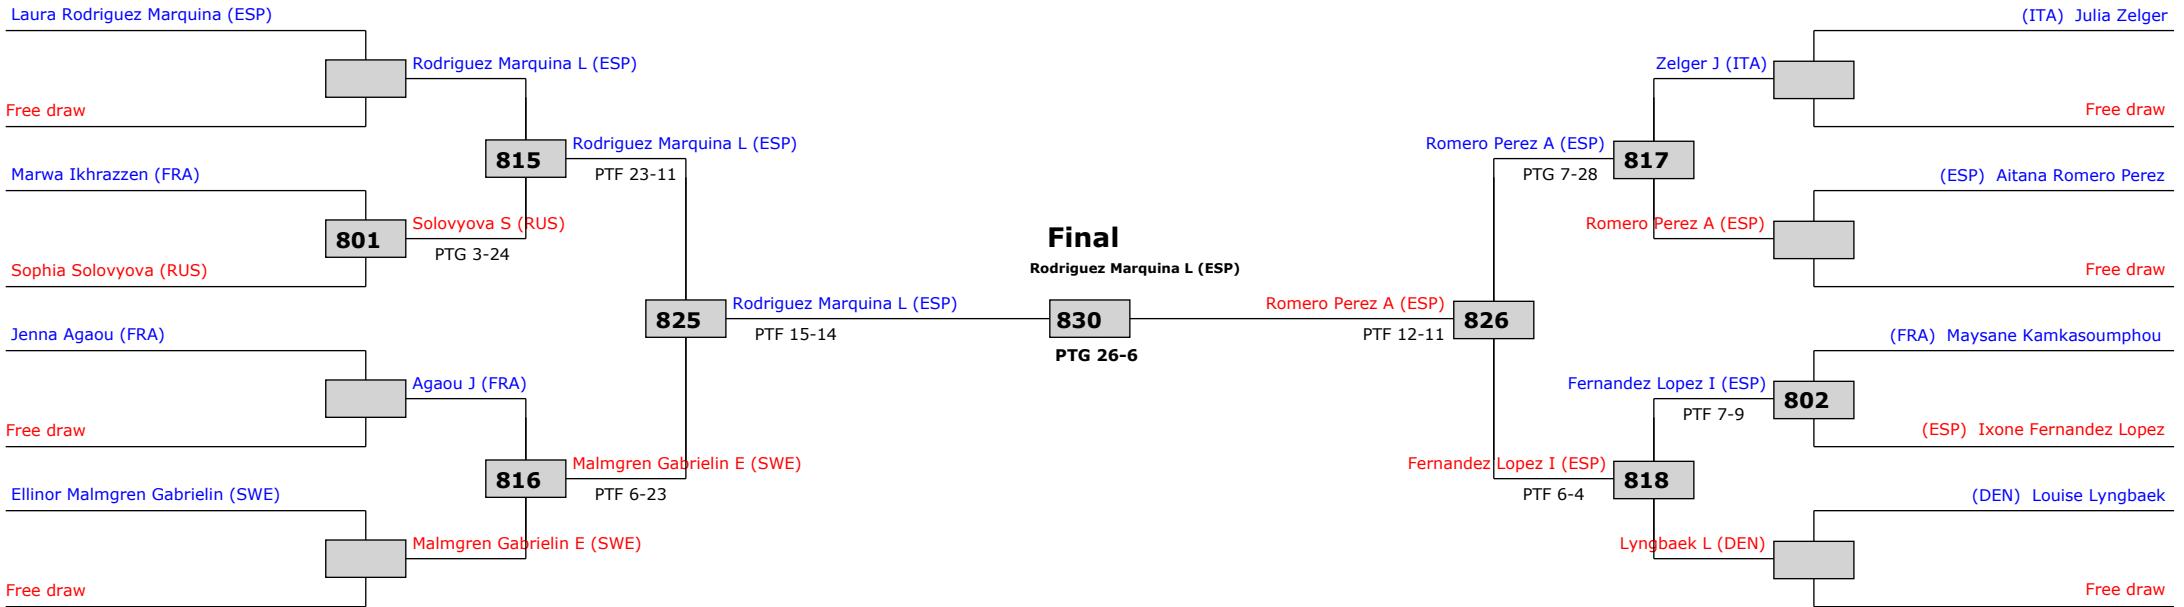 Laura Rodriguez Marquina (ESP)
(ITA) Julia Zelger
Rodriguez Marquina L (ESP)
Zelger J (ITA)
Free draw
Free draw
Rodriguez Marquina L (ESP)
Romero Perez A (ESP)
815
817
PTF 23-11
PTG 7-28
Marwa Ikhrazzen (FRA)
(ESP) Aitana Romero Perez
Solovyova S (RUS)
Romero Perez A (ESP)
801
Final
PTG 3-24
Rodriguez Marquina L (ESP)
Sophia Solovyova (RUS)
Free draw
Rodriguez Marquina L (ESP)
Romero Perez A (ESP)
825
830
826
PTF 15-14
PTF 12-11
PTG 26-6
Jenna Agaou (FRA)
(FRA) Maysane Kamkasoumphou
Agaou J (FRA)
Fernandez Lopez I (ESP)
802
PTF 7-9
Free draw
(ESP) Ixone Fernandez Lopez
Malmgren Gabrielin E (SWE)
Fernandez Lopez I (ESP)
816
818
PTF 6-23
PTF 6-4
Ellinor Malmgren Gabrielin (SWE)
(DEN) Louise Lyngbaek
Malmgren Gabrielin E (SWE)
Lyngbaek L (DEN)
Free draw
Free draw